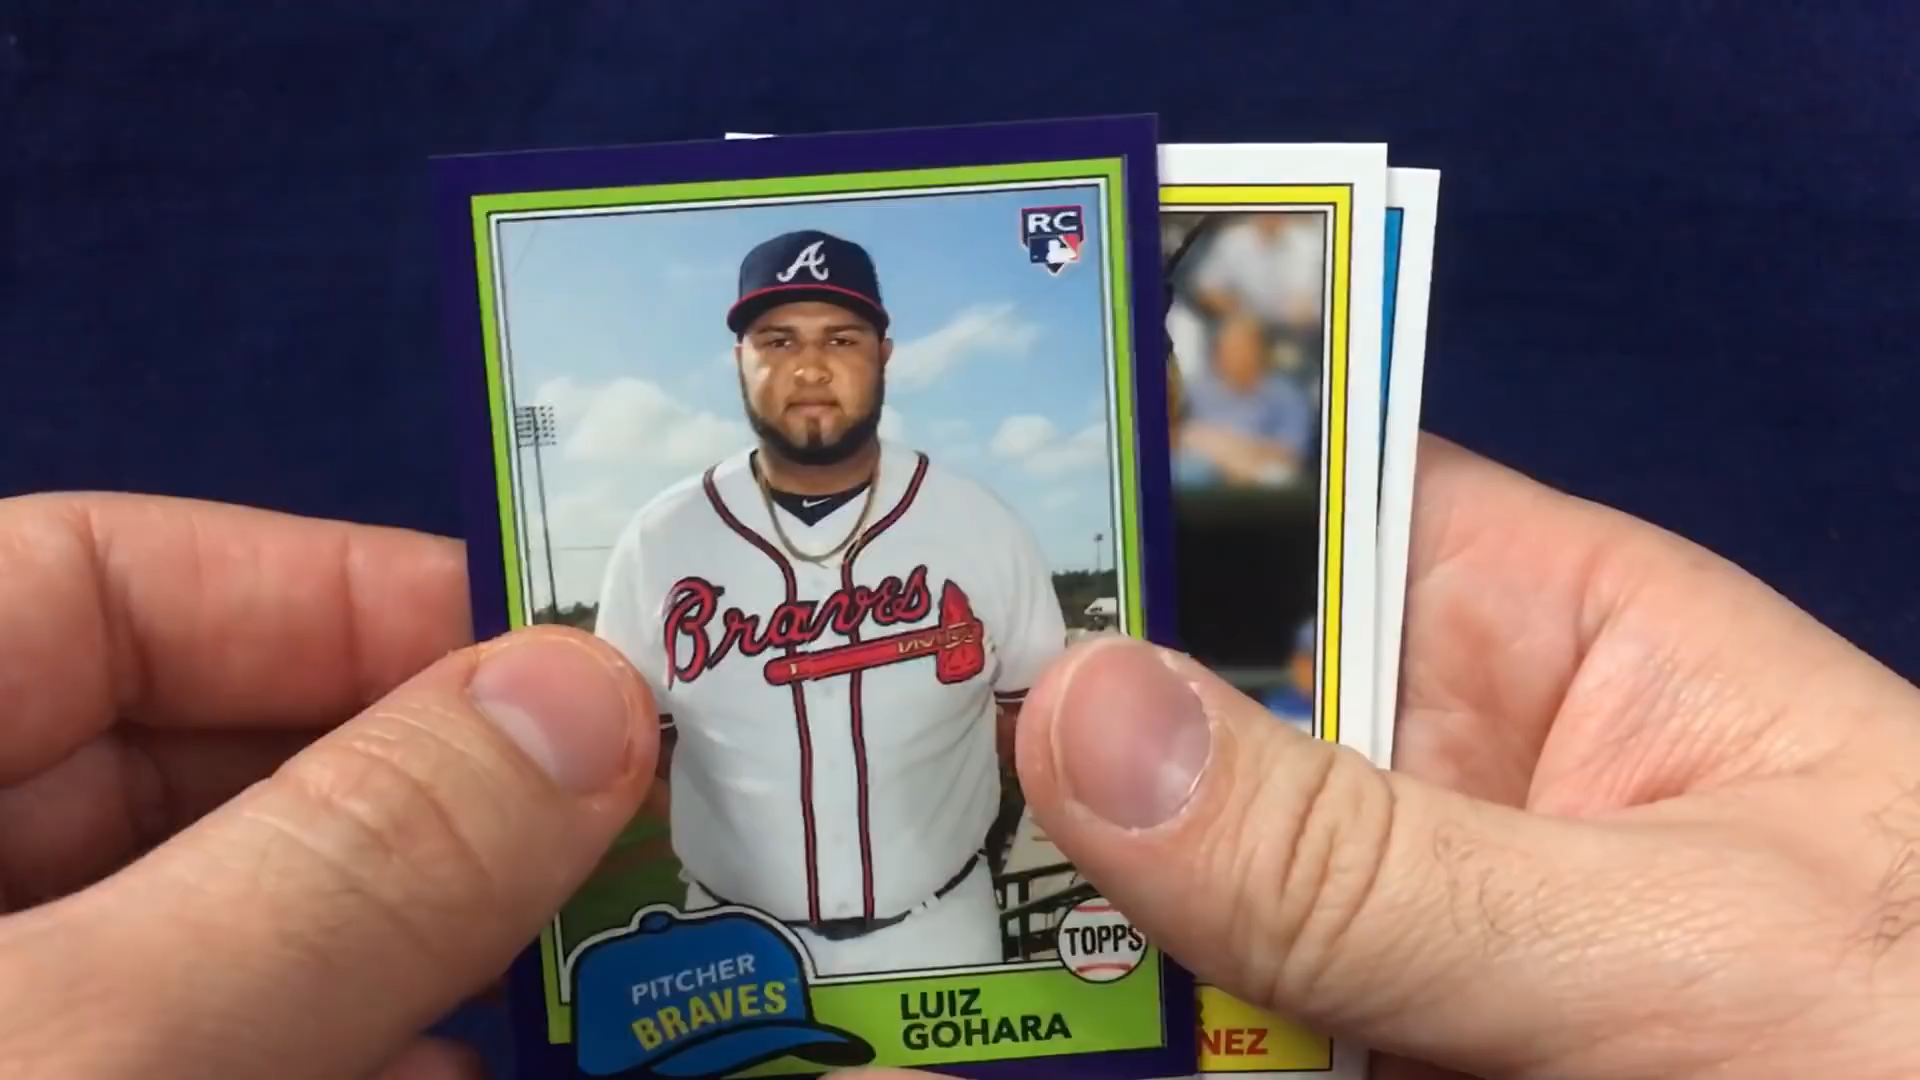 RC
A
Braves
TOPPS
PITCHER
BRAVES
LUIZ
GOHARA
NEZ